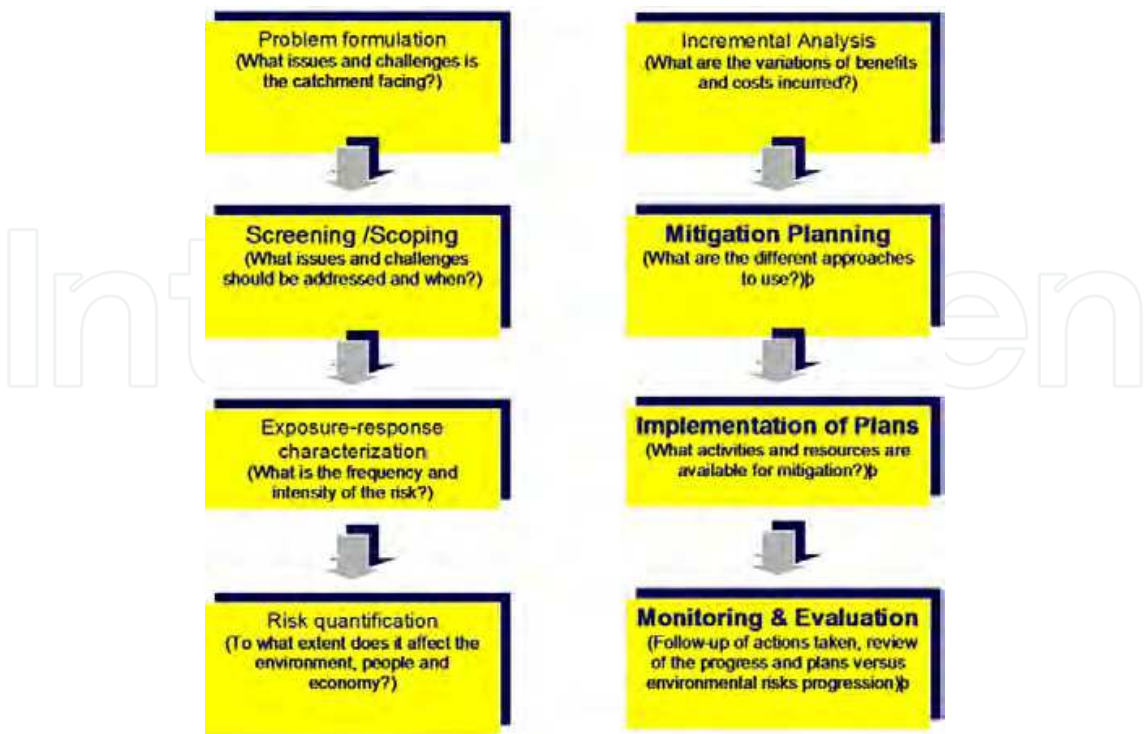 Problem formulation
(What issues and challenges is
the catchment facing?)
Screening /Scoping
(What issues and challenges
should be addressed and when?)
Exposure-response
characterization
(What is the frequency and
intensity of the risk?)
Risk quantification
(To what extent does it affect the
environment, people and
economy?)
Incremental Analysis
(What are the variations of benefits
and costs incurred?)
Mitigation Planning
(What are the different approaches
to use?)þ
Implementation of Plans
(What activities and resources are
available for mitigation?)þ
Monitoring & Evaluation
(Follow-up of actions taken, review
of the progress and plans versus
environmental risks progression)þ
Int
en